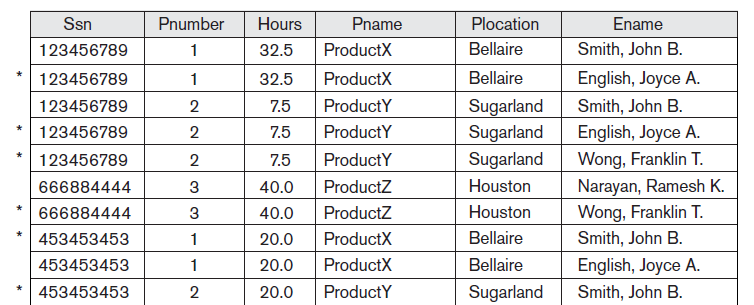 Ssn Pnumber Hours Pname Plocation Ename
123456789 1 32.5 ProductX Bellaire Smith, John B.
* 123456789 1 32.5 ProductX Bellaire English, Joyce A.
123456789 2 7.5 ProductY Sugarland Smith, John B.
* 123456789 2 7.5 ProductY Sugarland English, Joyce A.
* 123456789 2 7.5 ProductY Sugarland Wong, Franklin T.
666884444 3 40.0 ProductZ Houston Narayan, Ramesh K.
* 666884444 3 40.0 ProductZ Houston Wong, Franklin T.
* 453453453 1 20.0 ProductX Bellaire Smith, John B.
453453453 1 20.0 ProductX Bellaire English, Joyce A.
* 453453453 2 20.0 ProductY Sugarland Smith, John B.